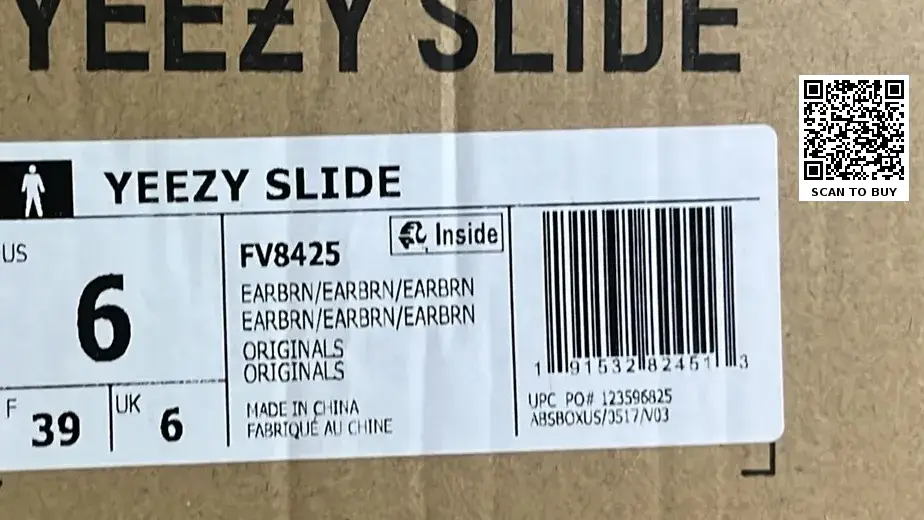 YEEZY SLIDE
YEEZY SLIDE
US
6
F
39
UK
6
FV8425
Inside
EARBRN/EARBRN/EARBRN
EARBRN/EARBRN/EARBRN
ORIGINALS
ORIGINALS
MADE IN CHINA
FABRIQUÉ AU CHINE
1 91532 82451 3
UPC PO# 123596825
ABSBOXUS/0517/V03
SCAN TO BUY